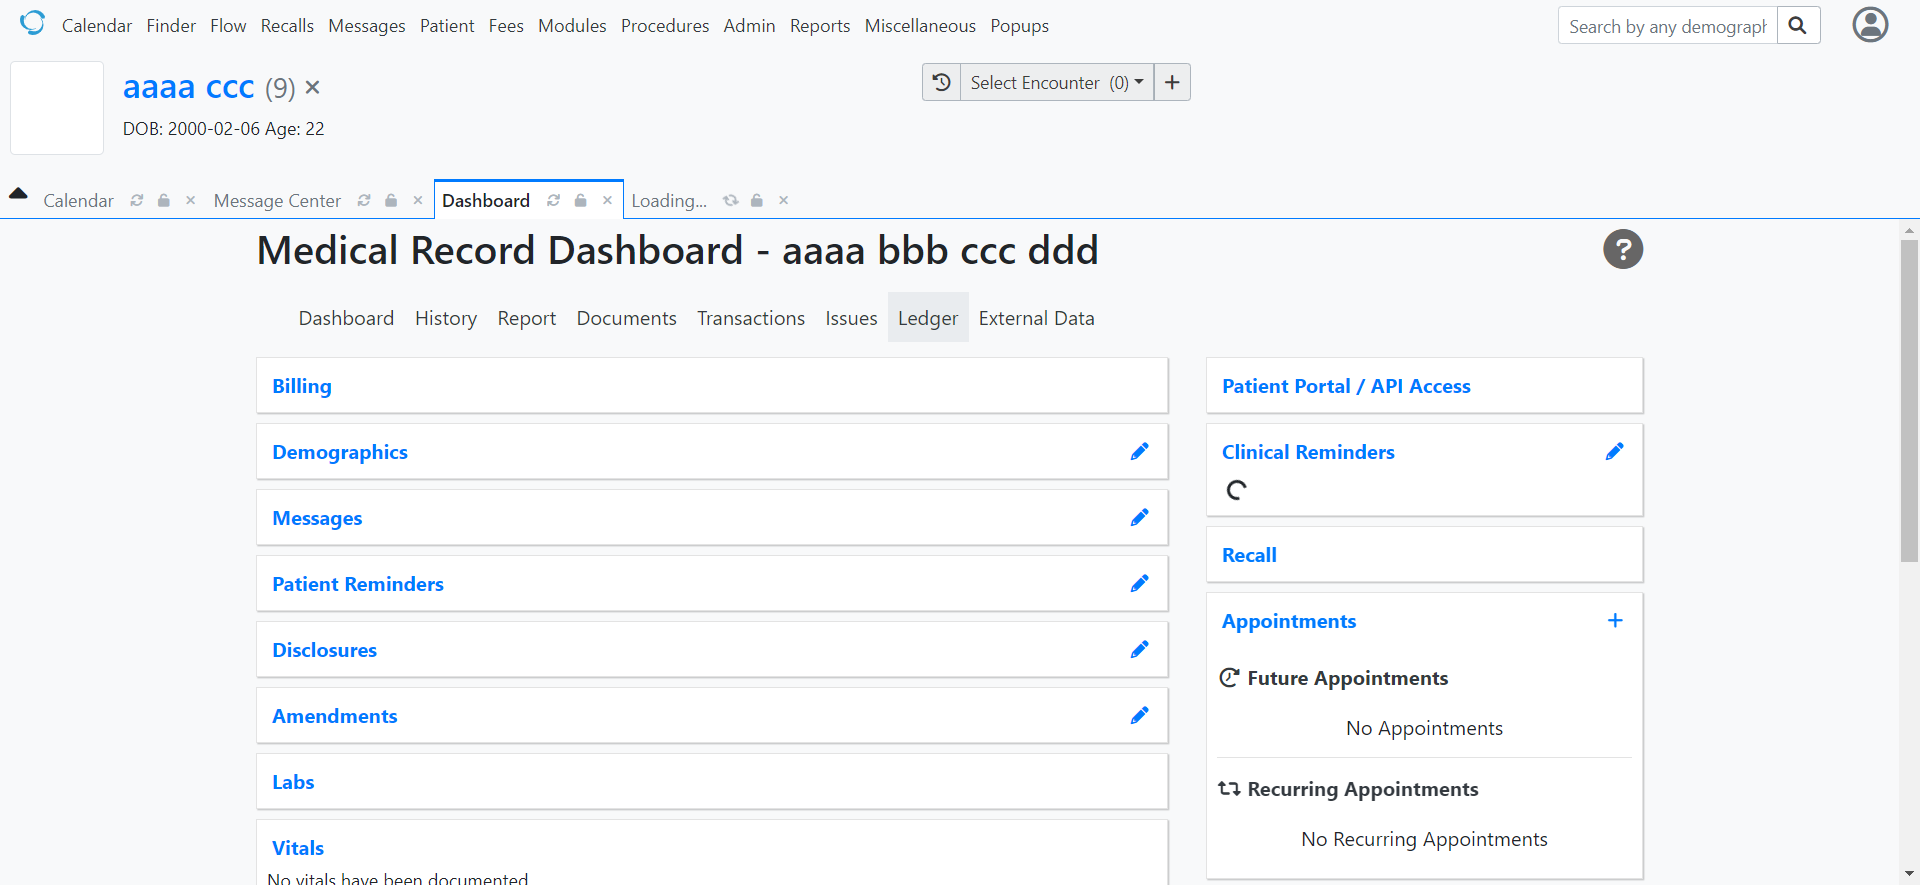 Calendar Finder Flow Recalls Messages Patient Fees Modules Procedures Admin Reports Miscellaneous Popups
Search by any demograph
aaaa ccc (9)
DOB: 2000-02-06 Age: 22
Select Encounter (0)
Calendar Message Center Dashboard Loading...
Medical Record Dashboard - aaaa bbb ccc ddd
Dashboard History Report Documents Transactions Issues Ledger External Data
Billing
Demographics
Messages
Patient Reminders
Disclosures
Amendments
Labs
Vitals
No vitals have been documented
Patient Portal / API Access
Clinical Reminders
Recall
Appointments
Future Appointments
No Appointments
Recurring Appointments
No Recurring Appointments